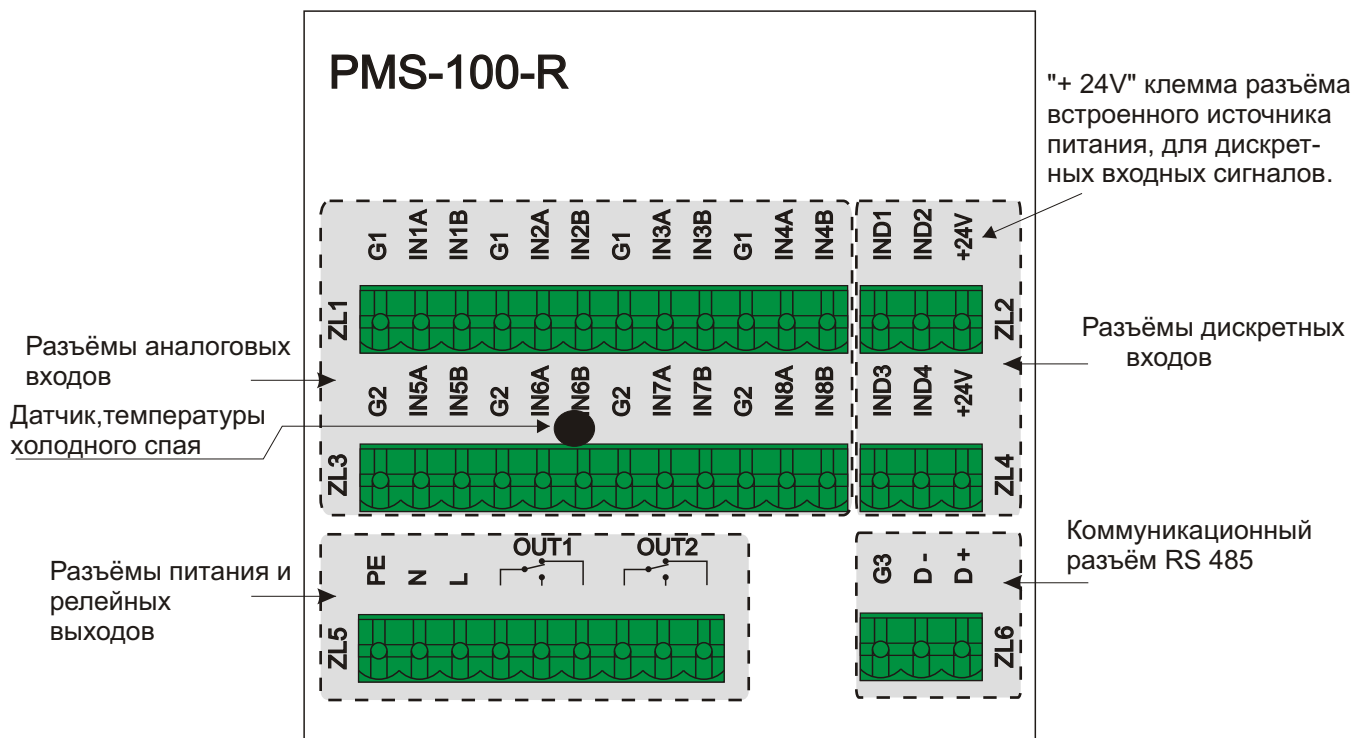 PMS-100-R
"+ 24V" клемма разъёма
встроенного источника
питания, для дискрет-
ных входных сигналов.
G1 IN1A IN1B G1 IN2A IN2B G1 IN3A IN3B G1 IN4A IN4B
IND1 IND2 +24V
ZL1
ZL2
Разъёмы аналоговых
входов
Разъёмы дискретных
входов
G2 IN5A IN5B G2 IN6A IN6B G2 IN7A IN7B G2 IN8A IN8B
IND3 IND4 +24V
Датчик,температуры
холодного спая
ZL3
ZL4
Разъёмы питания и
релейных
выходов
PE N L OUT1 OUT2
G3 D - D +
Коммуникационный
разъём RS 485
ZL5
ZL6